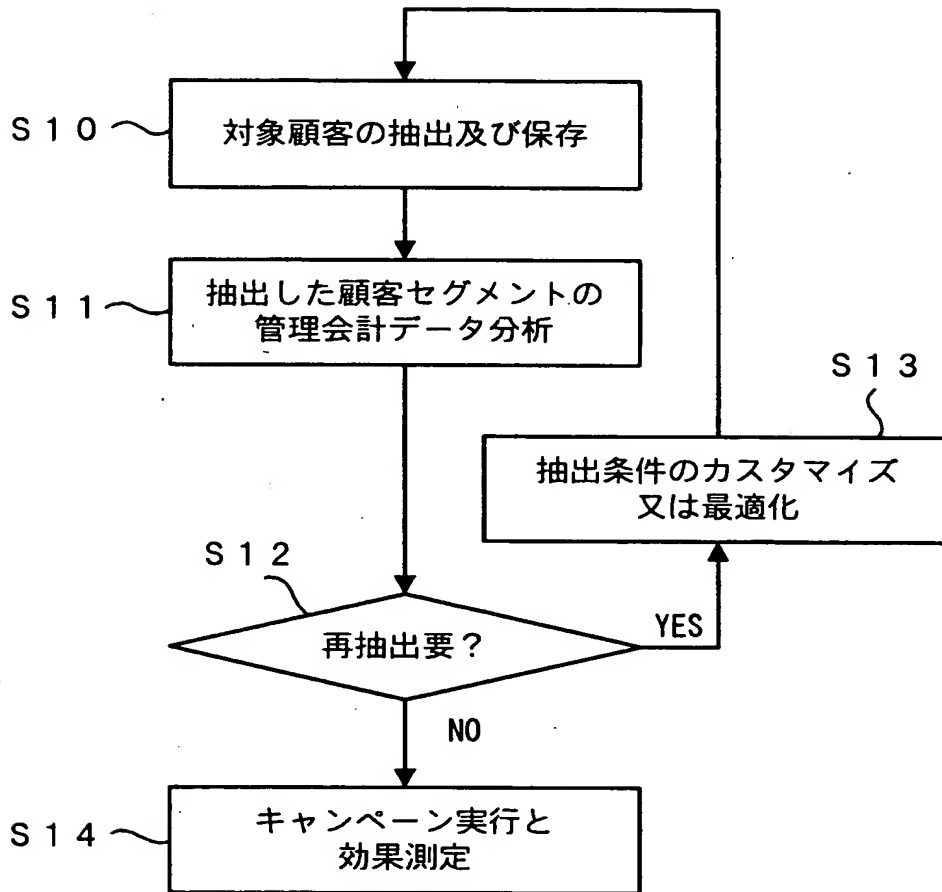 S10
対象顧客の抽出及び保存
S11
抽出した顧客セグメントの
管理会計データ分析
S13
抽出条件のカスタマイズ
又は最適化
S12
再抽出要?
YES
NO
S14
キャンペーン実行と
効果測定